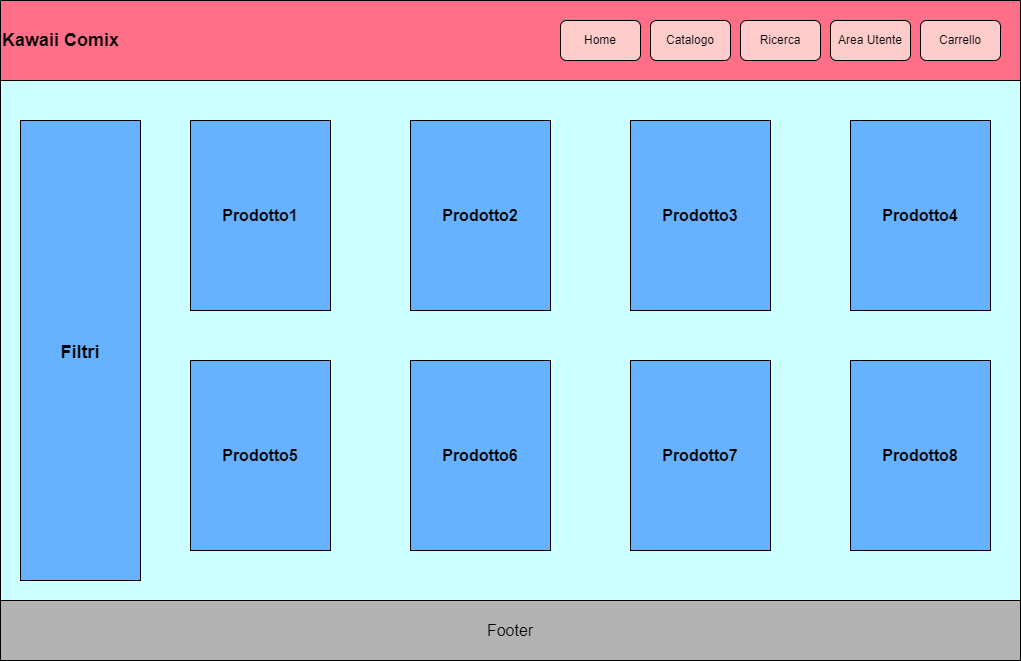 Kawaii Comix
Home
Catalogo
Ricerca
Area Utente
Carrello
Filtri
Prodotto1
Prodotto2
Prodotto3
Prodotto4
Prodotto5
Prodotto6
Prodotto7
Prodotto8
Footer